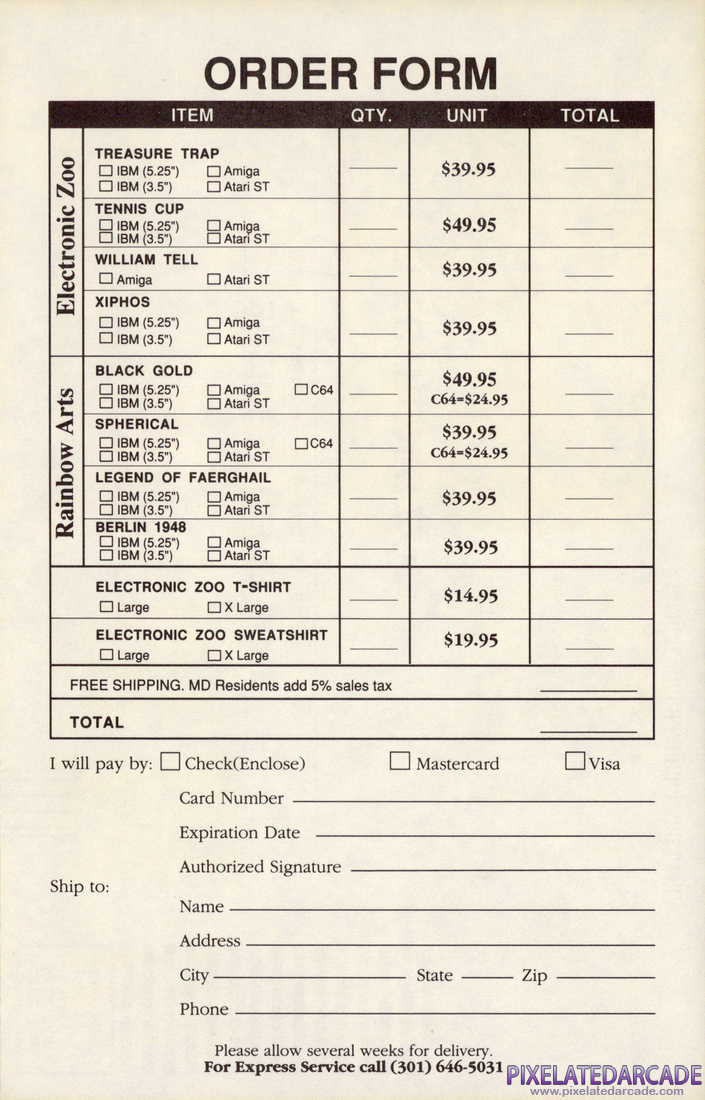 ORDER FORM
ITEM QTY. UNIT TOTAL
Electronic Zoo
TREASURE TRAP
IBM (5.25") Amiga
IBM (3.5") Atari ST
$39.95
TENNIS CUP
IBM (5.25") Amiga
IBM (3.5") Atari ST
$49.95
WILLIAM TELL
Amiga Atari ST
$39.95
XIPHOS
IBM (5.25") Amiga
IBM (3.5") Atari ST
$39.95
Rainbow Arts
BLACK GOLD
IBM (5.25") Amiga C64
IBM (3.5") Atari ST
$49.95
C64=$24.95
SPHERICAL
IBM (5.25") Amiga C64
IBM (3.5") Atari ST
$39.95
C64=$24.95
LEGEND OF FAERGHAIL
IBM (5.25") Amiga
IBM (3.5") Atari ST
$39.95
BERLIN 1948
IBM (5.25") Amiga
IBM (3.5") Atari ST
$39.95
ELECTRONIC ZOO T-SHIRT
Large X Large
$14.95
ELECTRONIC ZOO SWEATSHIRT
Large X Large
$19.95
FREE SHIPPING. MD Residents add 5% sales tax
TOTAL
I will pay by: Check(Enclose) Mastercard Visa
Card Number
Expiration Date
Authorized Signature
Ship to:
Name
Address
City State Zip
Phone
Please allow several weeks for delivery.
For Express Service call (301) 646-5031
PIXELATEDARCADE
www.pixelatedarcade.com